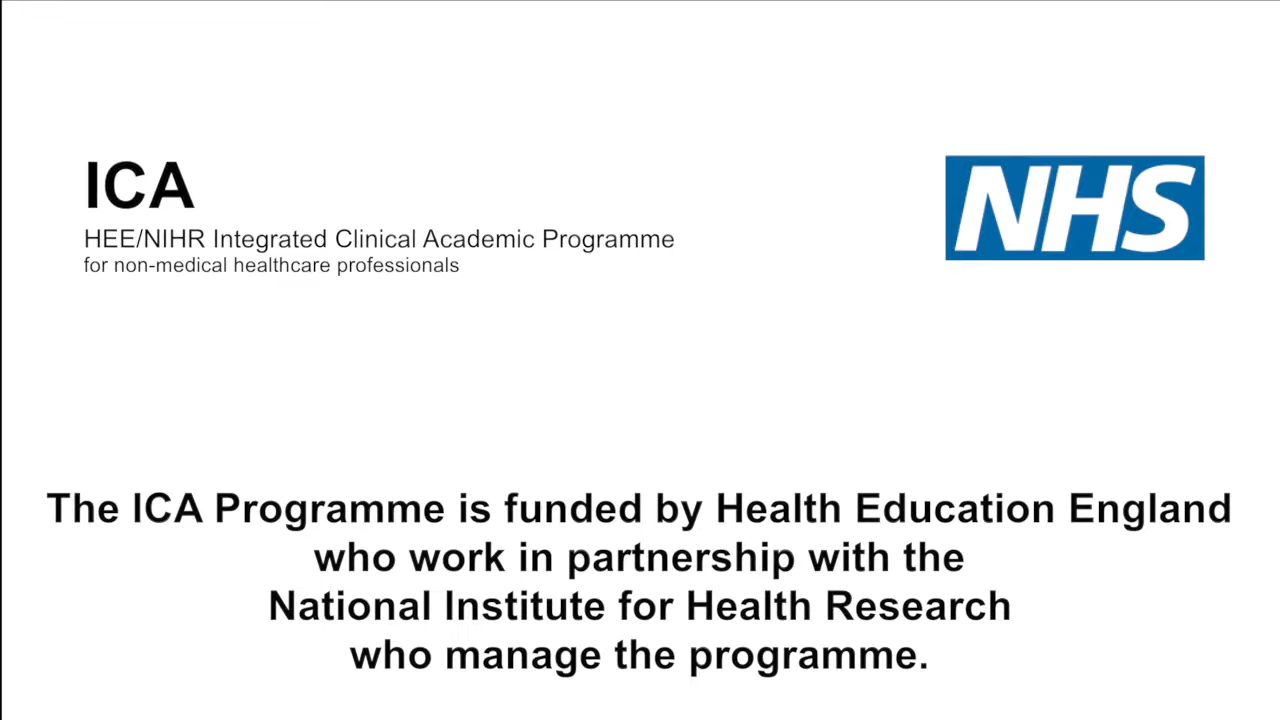 ICA
HEE/NIHR Integrated Clinical Academic Programme
for non-medical healthcare professionals
NHS
The ICA Programme is funded by Health Education England
who work in partnership with the
National Institute for Health Research
who manage the programme.